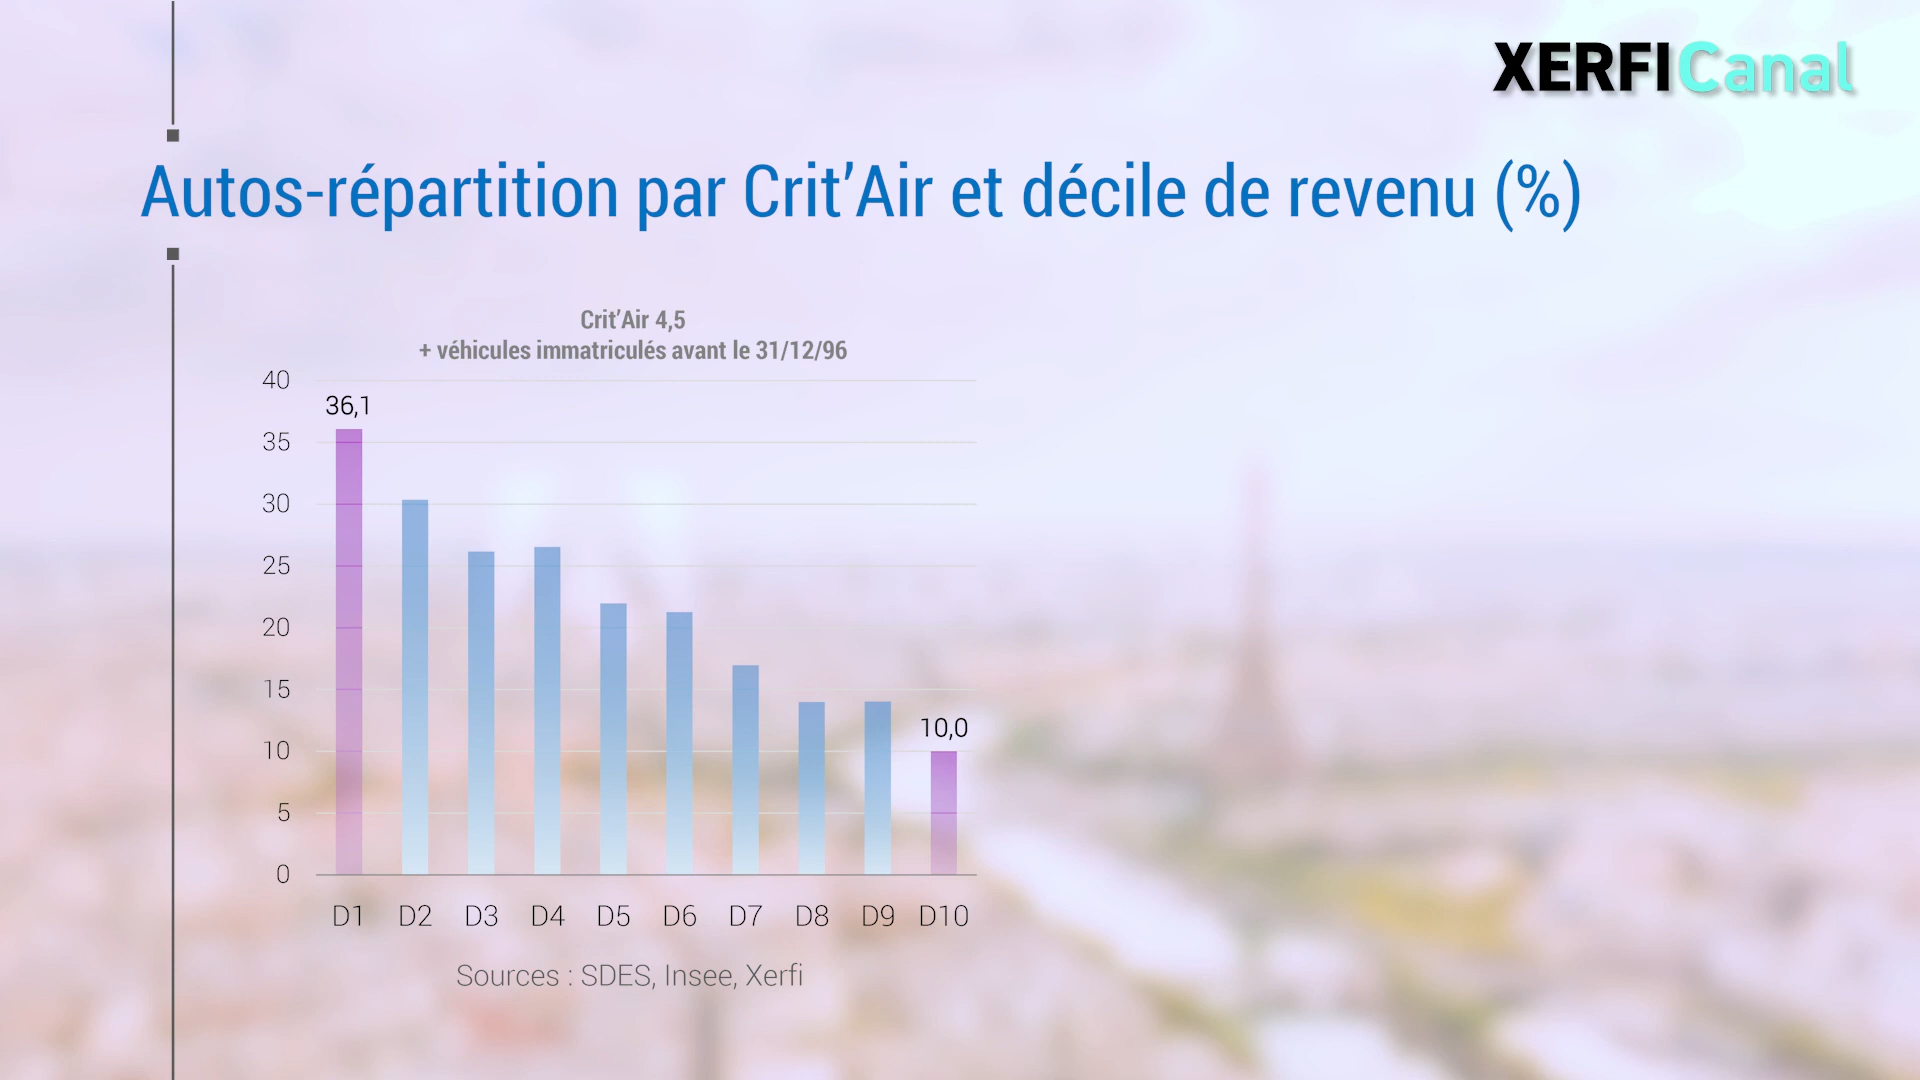 XERFI Canal
Autos-répartition par Crit’Air et décile de revenu (%)
Crit’Air 4,5
+ véhicules immatriculés avant le 31/12/96
40
36,1
35
30
25
20
15
10,0
10
5
0
D1 D2 D3 D4 D5 D6 D7 D8 D9 D10
Sources : SDES, Insee, Xerfi